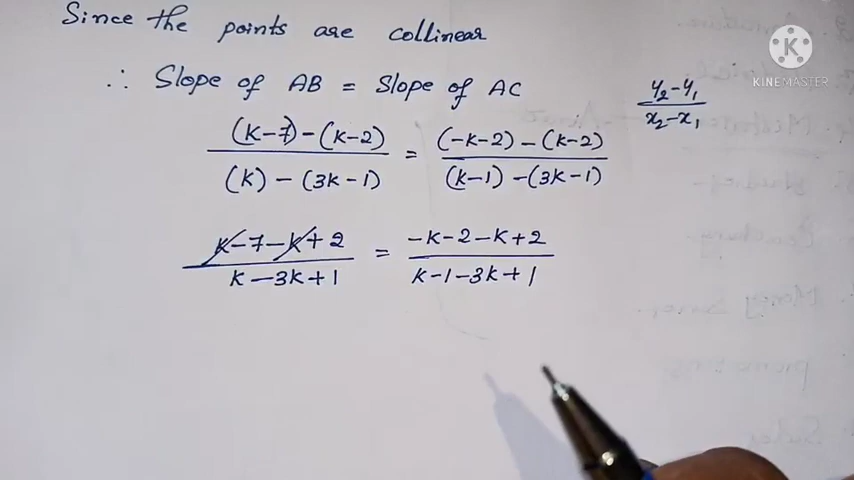 Since the points are collinear
∴ Slope of AB = Slope of AC
y₂-y₁ / x₂-x₁
K
KINEMASTER
(k-7)-(k-2) / (k)-(3k-1) = (-k-2)-(k-2) / (k-1)-(3k-1)
k-7-k+2 / k-3k+1 = -k-2-k+2 / k-1-3k+1